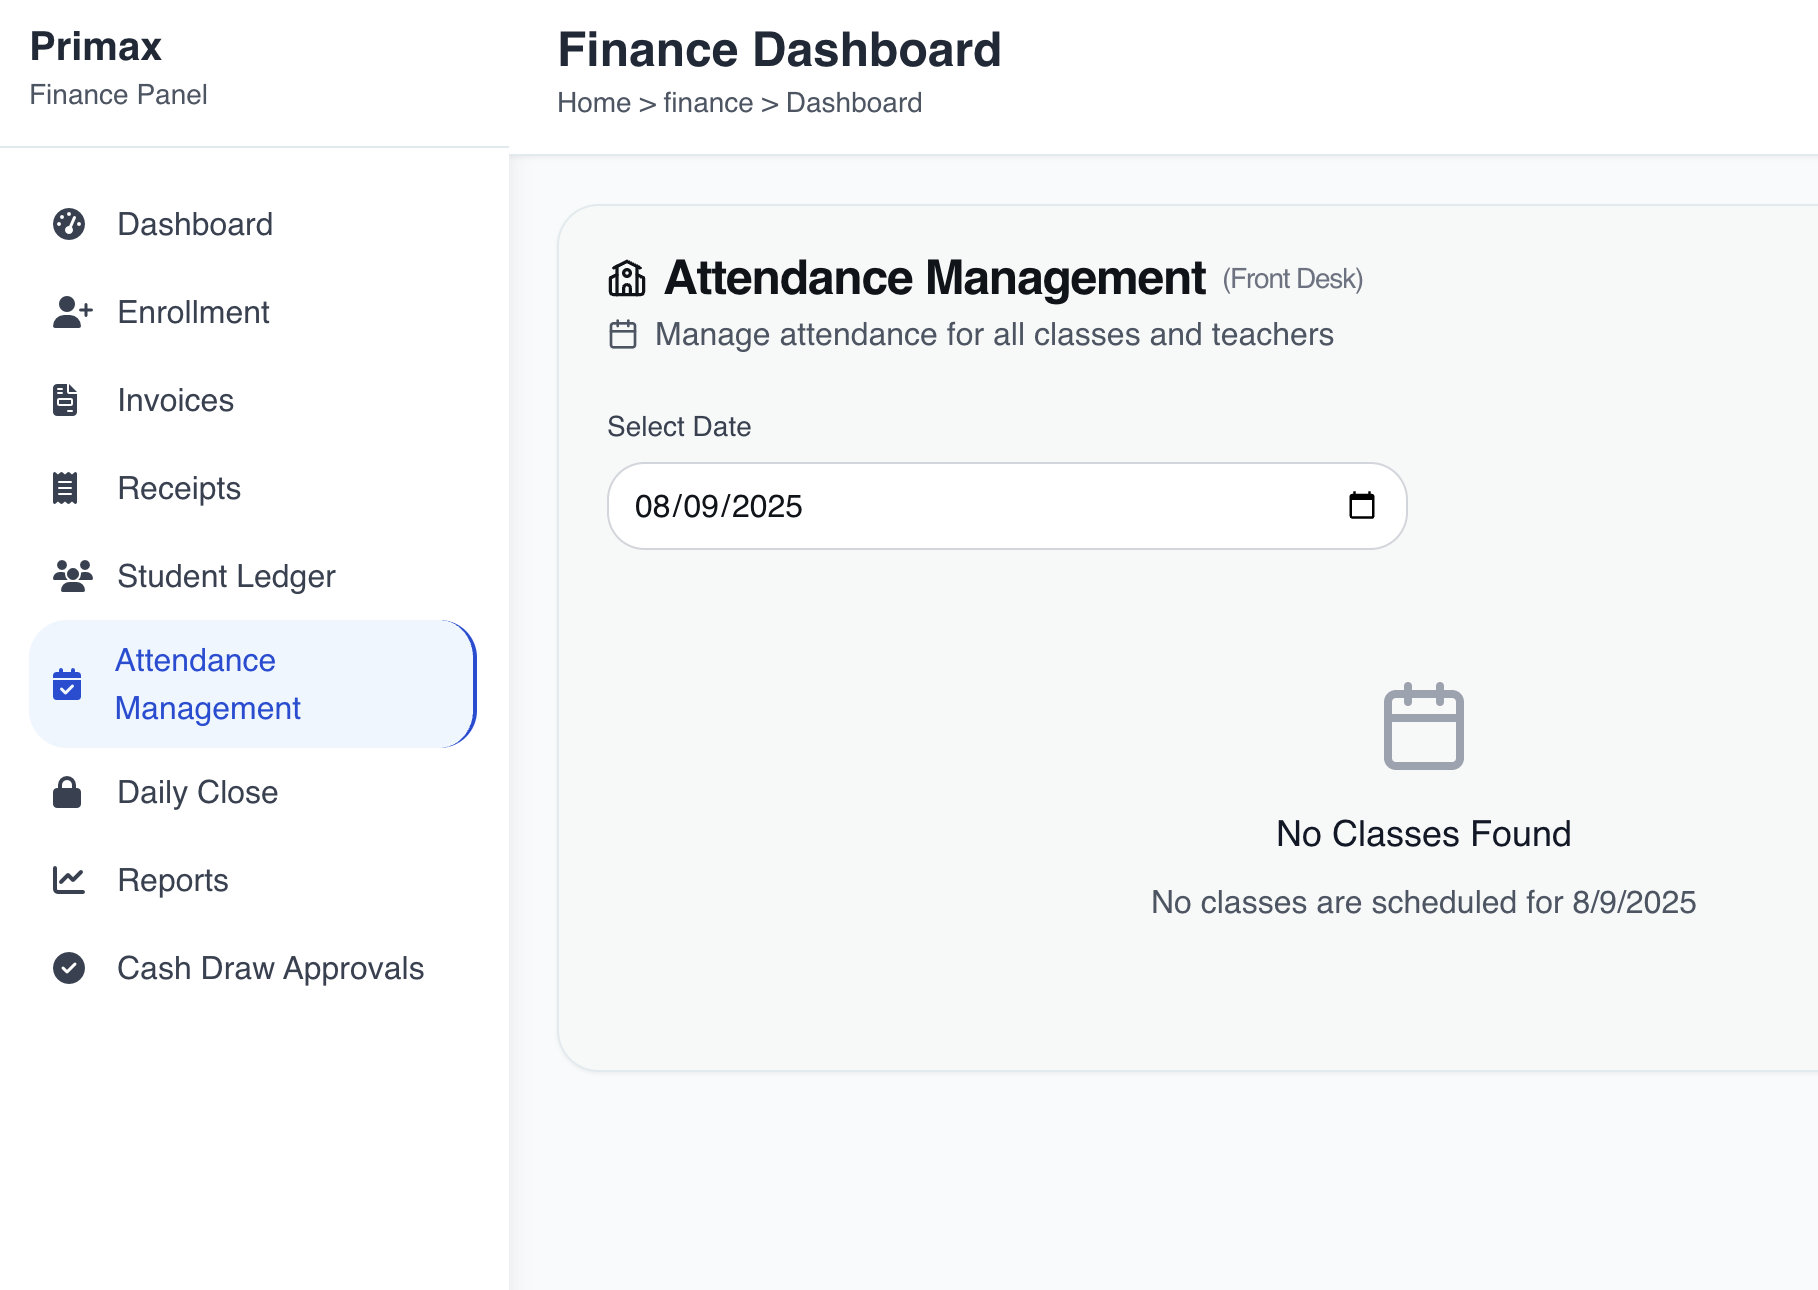 Primax
Finance Panel
Dashboard
Enrollment
Invoices
Receipts
Student Ledger
Attendance
Management
Daily Close
Reports
Cash Draw Approvals
Finance Dashboard
Home > finance > Dashboard
Attendance Management (Front Desk)
Manage attendance for all classes and teachers
Select Date
08/09/2025
No Classes Found
No classes are scheduled for 8/9/2025